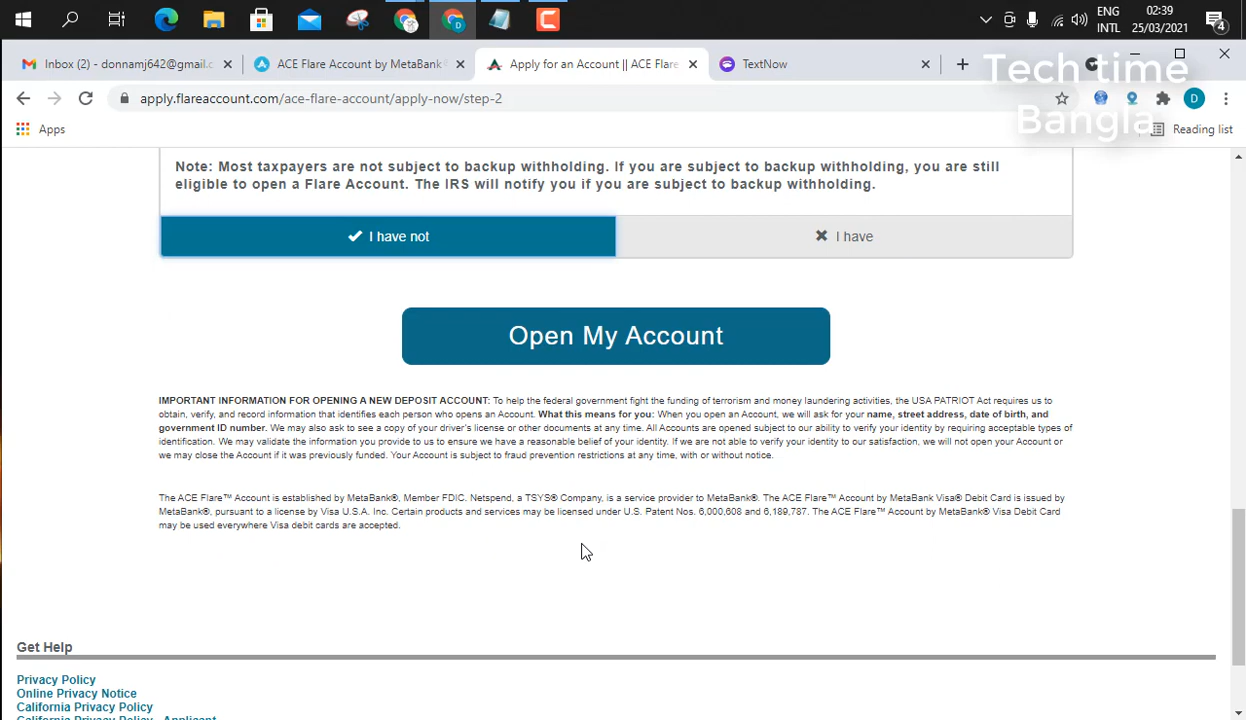 ENG
INTL
02:39
25/03/2021
4
Inbox (2) - donnamj642@gmail.c
ACE Flare Account by MetaBank
Apply for an Account || ACE Flare
TextNow
Tech time
Bangla
apply.flareaccount.com/ace-flare-account/apply-now/step-2
D
Apps
Reading list
Note: Most taxpayers are not subject to backup withholding. If you are subject to backup withholding, you are still
eligible to open a Flare Account. The IRS will notify you if you are subject to backup withholding.
I have not
I have
Open My Account
IMPORTANT INFORMATION FOR OPENING A NEW DEPOSIT ACCOUNT: To help the federal government fight the funding of terrorism and money laundering activities, the USA PATRIOT Act requires us to
obtain, verify, and record information that identifies each person who opens an Account. What this means for you: When you open an Account, we will ask for your name, street address, date of birth, and
government ID number. We may also ask to see a copy of your driver's license or other documents at any time. All Accounts are opened subject to our ability to verify your identity by requiring acceptable types of
identification. We may validate the information you provide to us to ensure we have a reasonable belief of your identity. If we are not able to verify your identity to our satisfaction, we will not open your Account or
we may close the Account if it was previously funded. Your Account is subject to fraud prevention restrictions at any time, with or without notice.
The ACE Flare™ Account is established by MetaBank®, Member FDIC. Netspend, a TSYS® Company, is a service provider to MetaBank®. The ACE Flare™ Account by MetaBank Visa® Debit Card is issued by
MetaBank®, pursuant to a license by Visa U.S.A. Inc. Certain products and services may be licensed under U.S. Patent Nos. 6,000,608 and 6,189,787. The ACE Flare™ Account by MetaBank® Visa Debit Card
may be used everywhere Visa debit cards are accepted.
Get Help
Privacy Policy
Online Privacy Notice
California Privacy Policy
California Privacy Policy - Applicant